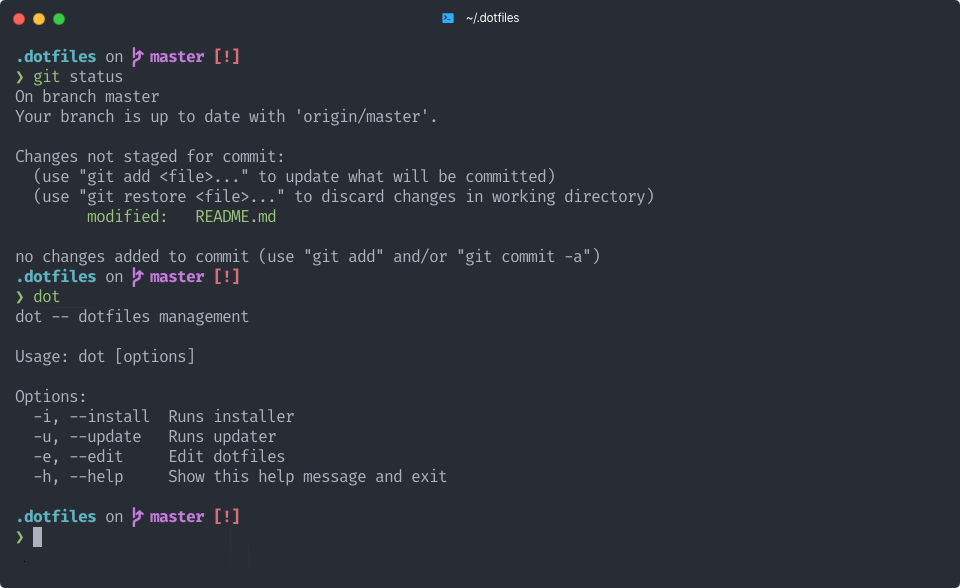 ~/.dotfiles
.dotfiles on master [!]
❯ git status
On branch master
Your branch is up to date with 'origin/master'.
Changes not staged for commit:
(use "git add <file>..." to update what will be committed)
(use "git restore <file>..." to discard changes in working directory)
modified: README.md
no changes added to commit (use "git add" and/or "git commit -a")
.dotfiles on master [!]
❯ dot
dot -- dotfiles management
Usage: dot [options]
Options:
-i, --install Runs installer
-u, --update Runs updater
-e, --edit Edit dotfiles
-h, --help Show this help message and exit
.dotfiles on master [!]
❯